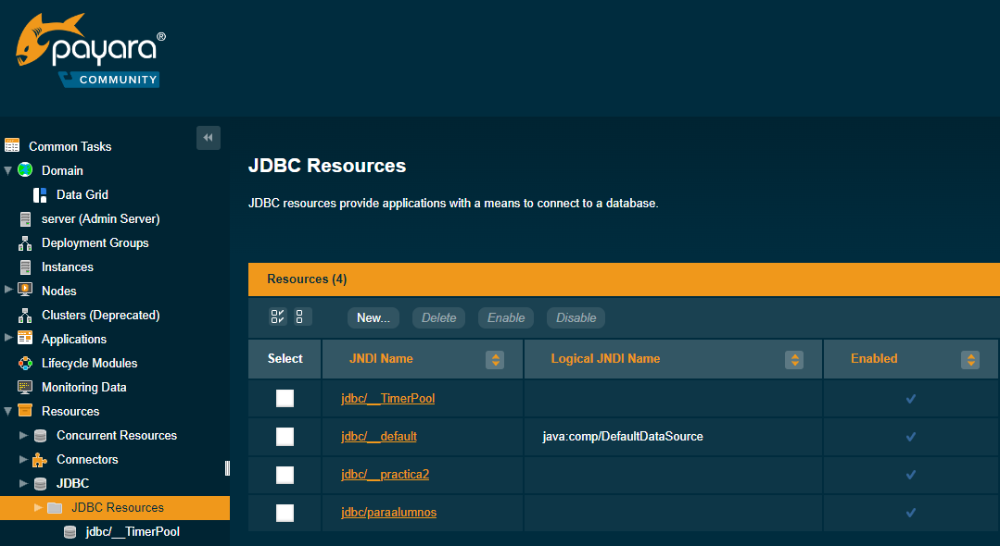 payara®
COMMUNITY
Common Tasks
Domain
Data Grid
server (Admin Server)
Deployment Groups
Instances
Nodes
Clusters (Deprecated)
Applications
Lifecycle Modules
Monitoring Data
Resources
Concurrent Resources
Connectors
JDBC
JDBC Resources
jdbc/__TimerPool
JDBC Resources
JDBC resources provide applications with a means to connect to a database.
Resources (4)
New... Delete Enable Disable
Select JNDI Name Logical JNDI Name Enabled
jdbc/__TimerPool
jdbc/__default java:comp/DefaultDataSource
jdbc/__practica2
jdbc/paraalumnos